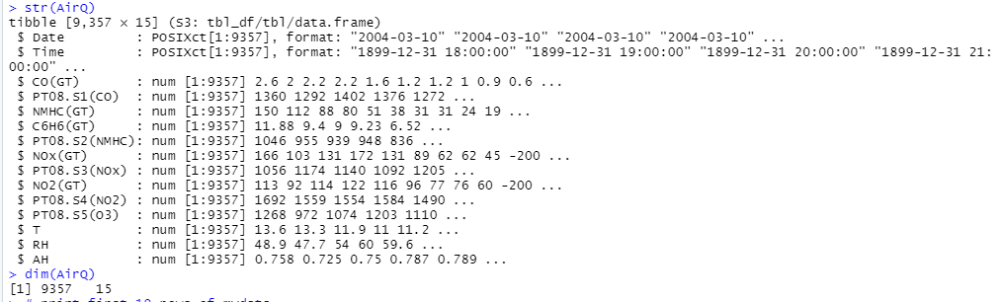 > str(AirQ)
tibble [9,357 × 15] (S3: tbl_df/tbl/data.frame)
 $ Date         : POSIXct[1:9357], format: "2004-03-10" "2004-03-10" "2004-03-10" "2004-03-10" ...
 $ Time         : POSIXct[1:9357], format: "1899-12-31 18:00:00" "1899-12-31 19:00:00" "1899-12-31 20:00:00" "1899-12-31 21:
00:00" ...
 $ CO(GT)       : num [1:9357] 2.6 2 2.2 2.2 1.6 1.2 1.2 1 0.9 0.6 ...
 $ PT08.S1(CO)  : num [1:9357] 1360 1292 1402 1376 1272 ...
 $ NMHC(GT)     : num [1:9357] 150 112 88 80 51 38 31 31 24 19 ...
 $ C6H6(GT)     : num [1:9357] 11.88 9.4 9 9.23 6.52 ...
 $ PT08.S2(NMHC): num [1:9357] 1046 955 939 948 836 ...
 $ NOx(GT)      : num [1:9357] 166 103 131 172 131 89 62 62 45 -200 ...
 $ PT08.S3(NOx) : num [1:9357] 1056 1174 1140 1092 1205 ...
 $ NO2(GT)      : num [1:9357] 113 92 114 122 116 96 77 76 60 -200 ...
 $ PT08.S4(NO2) : num [1:9357] 1692 1559 1554 1584 1490 ...
 $ PT08.S5(O3)  : num [1:9357] 1268 972 1074 1203 1110 ...
 $ T            : num [1:9357] 13.6 13.3 11.9 11 11.2 ...
 $ RH           : num [1:9357] 48.9 47.7 54 60 59.6 ...
 $ AH           : num [1:9357] 0.758 0.725 0.75 0.787 0.789 ...
> dim(AirQ)
[1] 9357   15
> # print first 10 rows of mydata